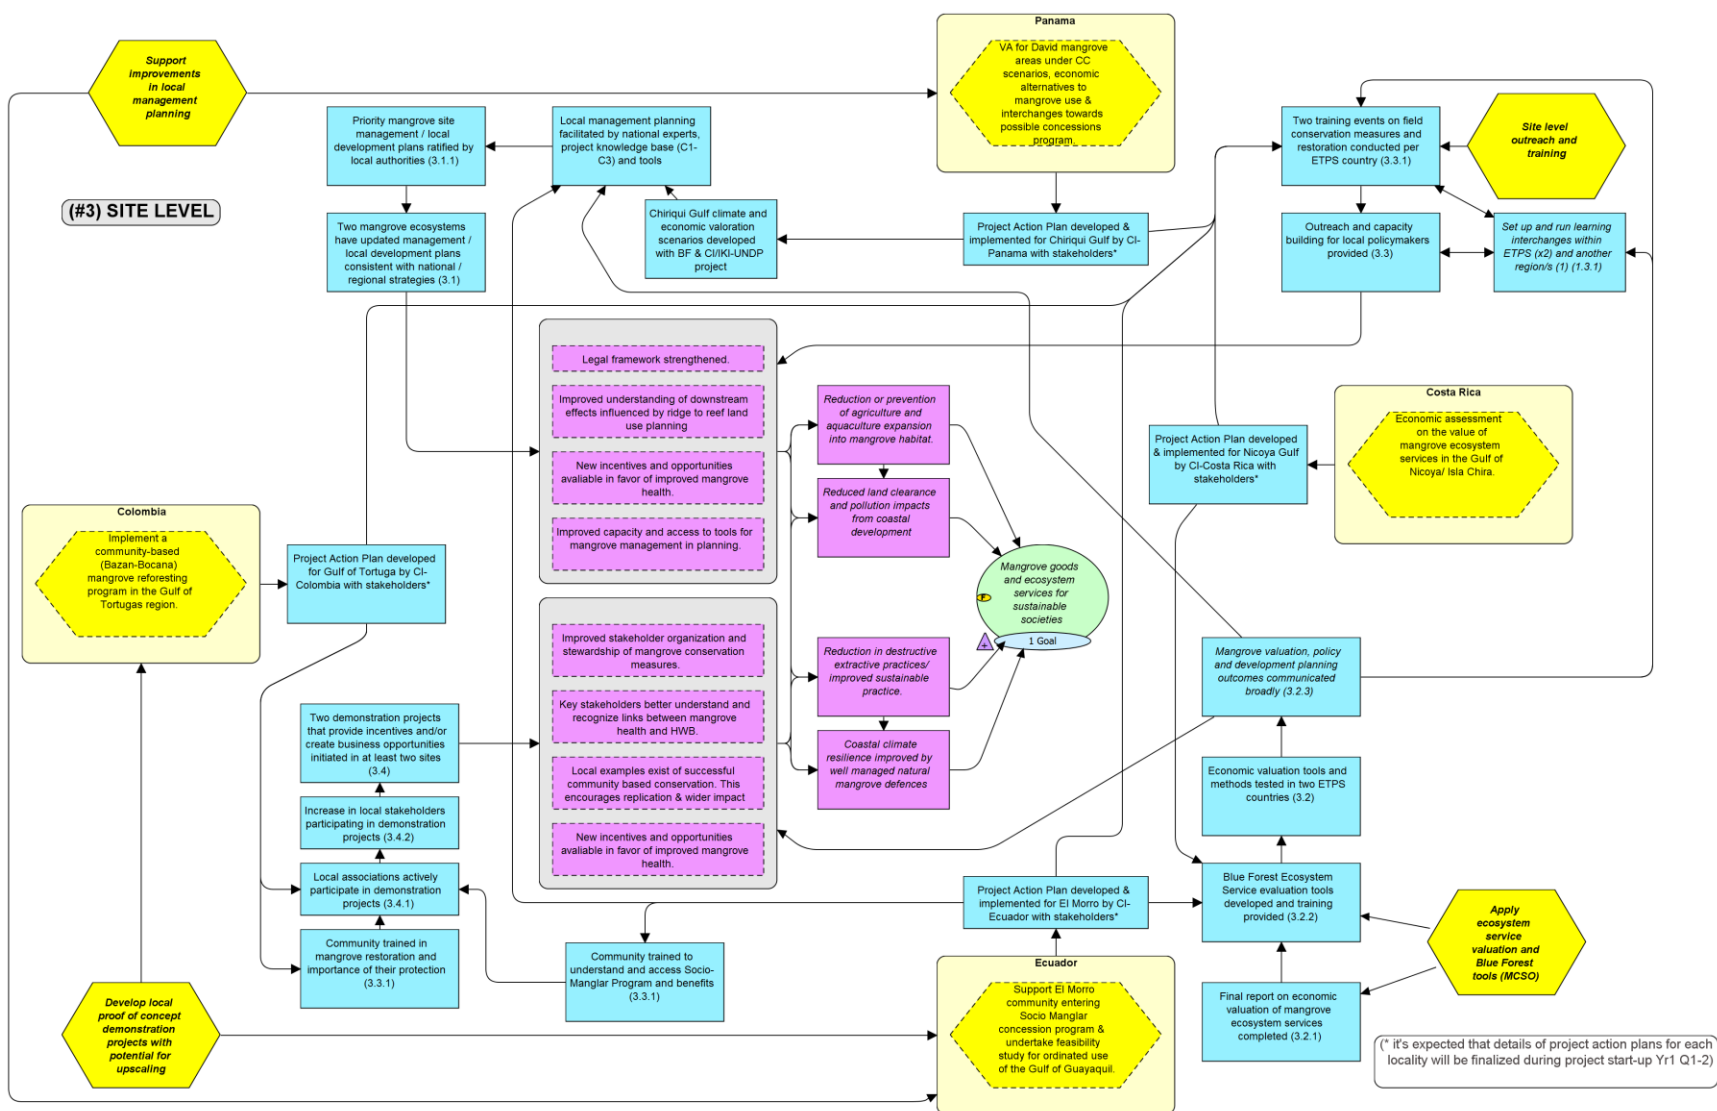 Panama
VA for David mangrove
areas under CC
scenarios, economic
alternatives to
mangrove use &
interchanges towards
possible concessions
program.
Support
improvements
in local
management
planning
Priority mangrove site
management / local
development plans ratified by
local authorities (3.1.1)
Local management planning
facilitated by national experts,
project knowledge base (C1-
C3) and tools
Two training events on field
conservation measures and
restoration conducted per
ETPS country (3.3.1)
Site level
outreach and
training
(#3) SITE LEVEL
Two mangrove ecosystems
have updated management /
local development plans
consistent with national /
regional strategies (3.1)
Chiriqui Gulf climate and
economic valoration
scenarios developed
with BF & CI/IKI-UNDP
project
Project Action Plan developed &
implemented for Chiriqui Gulf by CI-
Panama with stakeholders*
Outreach and capacity
building for local policymakers
provided (3.3)
Set up and run learning
interchanges within
ETPS (x2) and another
region/s (1) (1.3.1)
Legal framework strengthened.
Improved understanding of downstream
effects influenced by ridge to reef land
use planning
New incentives and opportunities
avaliable in favor of improved mangrove
health.
Improved capacity and access to tools for
mangrove management in planning.
Reduction or prevention
of agriculture and
aquaculture expansion
into mangrove habitat.
Reduced land clearance
and pollution impacts
from coastal
development
Costa Rica
Economic assessment
on the value of
mangrove ecosystem
services in the Gulf of
Nicoya/ Isla Chira.
Project Action Plan developed
& implemented for Nicoya Gulf
by CI-Costa Rica with
stakeholders*
Colombia
Implement a
community-based
(Bazan-Bocana)
mangrove reforesting
program in the Gulf of
Tortugas region.
Project Action Plan developed
for Gulf of Tortuga by CI-
Colombia with stakeholders*
Mangrove goods
and ecosystem
services for
sustainable
societies
F
1 Goal
+
Improved stakeholder organization and
stewardship of mangrove conservation
measures.
Key stakeholders better understand and
recognize links between mangrove
health and HWB.
Local examples exist of successful
community based conservation. This
encourages replication & wider impact
New incentives and opportunities
avaliable in favor of improved mangrove
health.
Reduction in destructive
extractive practices/
improved sustainable
practice.
Coastal climate
resilience improved by
well managed natural
mangrove defences
Mangrove valuation, policy
and development planning
outcomes communicated
broadly (3.2.3)
Two demonstration projects
that provide incentives and/or
create business opportunities
initiated in at least two sites
(3.4)
Increase in local stakeholders
participating in demonstration
projects (3.4.2)
Local associations actively
participate in demonstration
projects (3.4.1)
Community trained in
mangrove restoration and
importance of their protection
(3.3.1)
Economic valuation tools and
methods tested in two ETPS
countries (3.2)
Blue Forest Ecosystem
Service evaluation tools
developed and training
provided (3.2.2)
Final report on economic
valuation of mangrove
ecosystem services
completed (3.2.1)
Apply
ecosystem
service
valuation and
Blue Forest
tools (MCSO)
Project Action Plan developed &
implemented for El Morro by CI-
Ecuador with stakeholders*
Community trained to
understand and access Socio-
Manglar Program and benefits
(3.3.1)
Ecuador
Support El Morro
community entering
Socio Manglar
concession program &
undertake feasibility
study for ordinated use
of the Gulf of Guayaquil.
Develop local
proof of concept
demonstration
projects with
potential for
upscaling
(* it's expected that details of project action plans for each
locality will be finalized during project start-up Yr1 Q1-2)